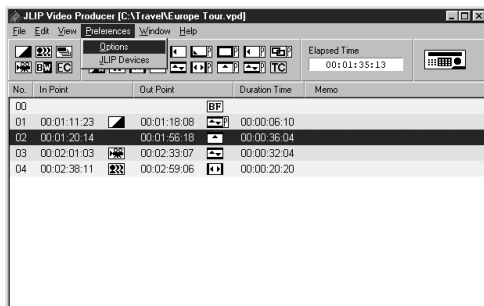 JLIP Video Producer [C:\Travel\Europe Tour.vpd]
File Edit View Preferences Window Help
Options
JLIP Devices
P P P
BW EC P P P TC
Elapsed Time
00:01:35:13
No. In Point Out Point Duration Time Memo
00 BF
01 00:01:11:23 00:01:18:08 P 00:00:06:10
02 00:01:20:14 00:01:56:18 00:00:36:04
03 00:02:01:03 00:02:33:07 00:00:32:04
04 00:02:38:11 00:02:59:06 00:00:20:20